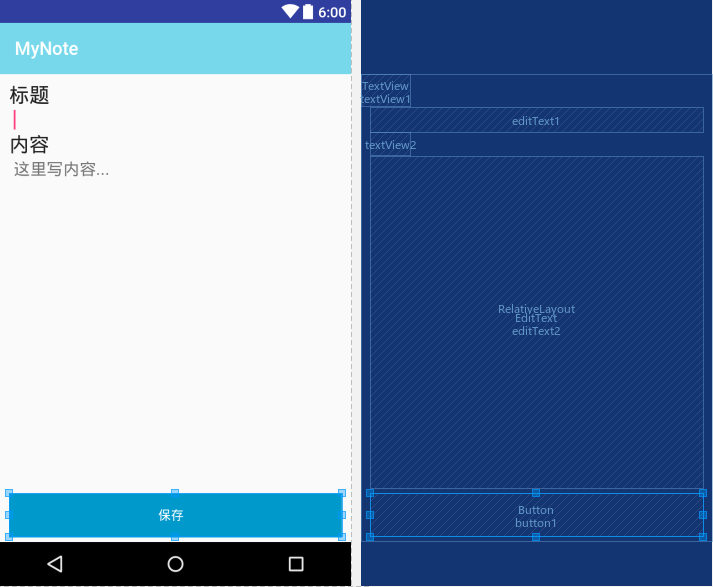 6:00
MyNote
标题
内容
这里写内容...
保存
TextView
textView1
editText1
textView2
RelativeLayout
EditText
editText2
Button
button1